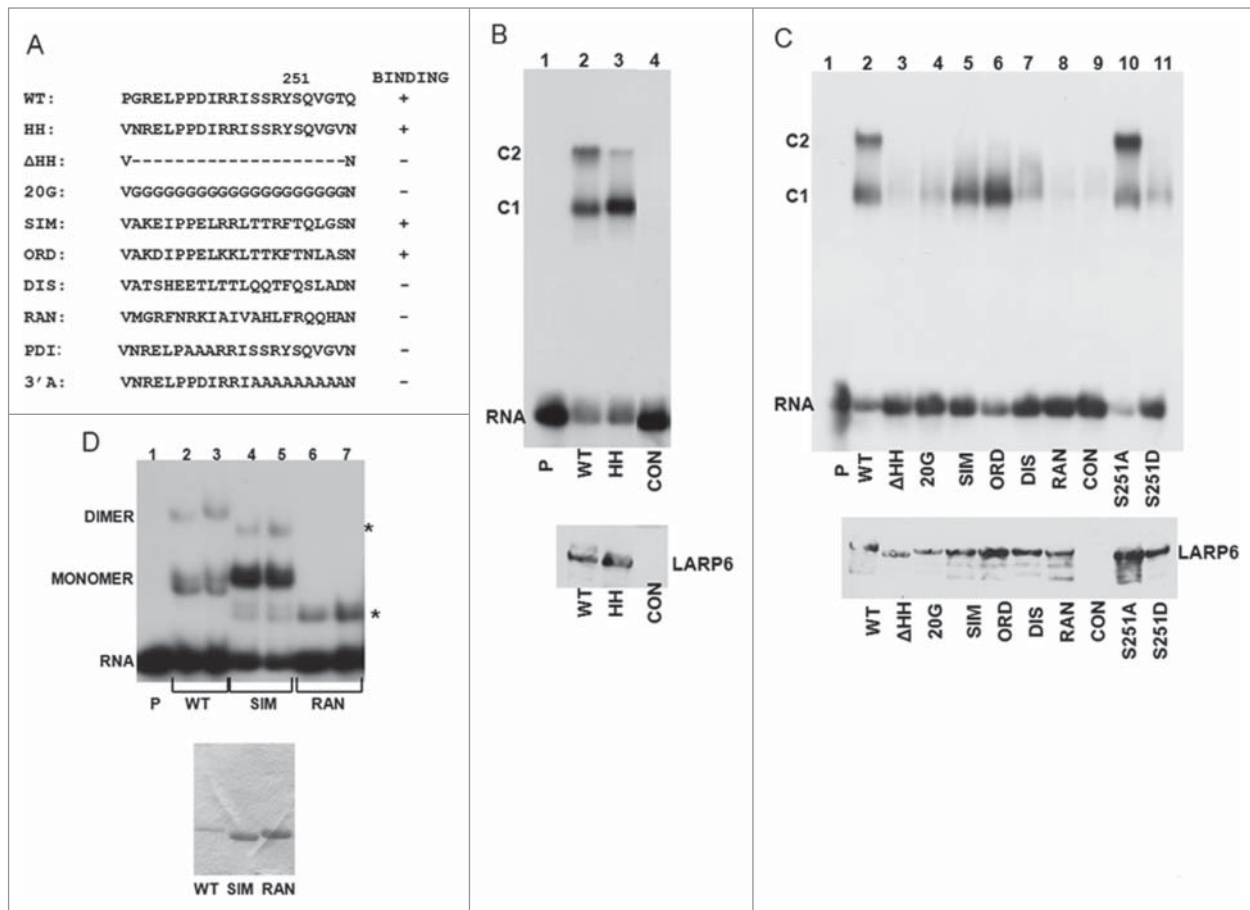 A
251 BINDING
WT: PGRELPPDIRRISSRYSQVGTQ +
HH: VNRELPPDIRRISSRYSQVGVN +
ΔHH: V--------------------N -
20G: VGGGGGGGGGGGGGGGGGGGGN -
SIM: VAKEIPPELRRLTTRFTQLGSN +
ORD: VAKDIPPELKKLTTKFTNLASN +
DIS: VATSHEETLTTLQQTFQSLADN -
RAN: VMGRFNRKIAIVAHLFRQQHAN -
PDI: VNRELPAAARRISSRYSQVGVN -
3'A: VNRELPPDIRRIAAAAAAAAAN -
B
1 2 3 4
C2
C1
RNA
P WT HH CON
LARP6
WT HH CON
C
1 2 3 4 5 6 7 8 9 10 11
C2
C1
RNA
P WT ΔHH 20G SIM ORD DIS RAN CON S251A S251D
LARP6
WT ΔHH 20G SIM ORD DIS RAN CON S251A S251D
D
1 2 3 4 5 6 7
DIMER
*
MONOMER
*
RNA
P WT SIM RAN
WT SIM RAN